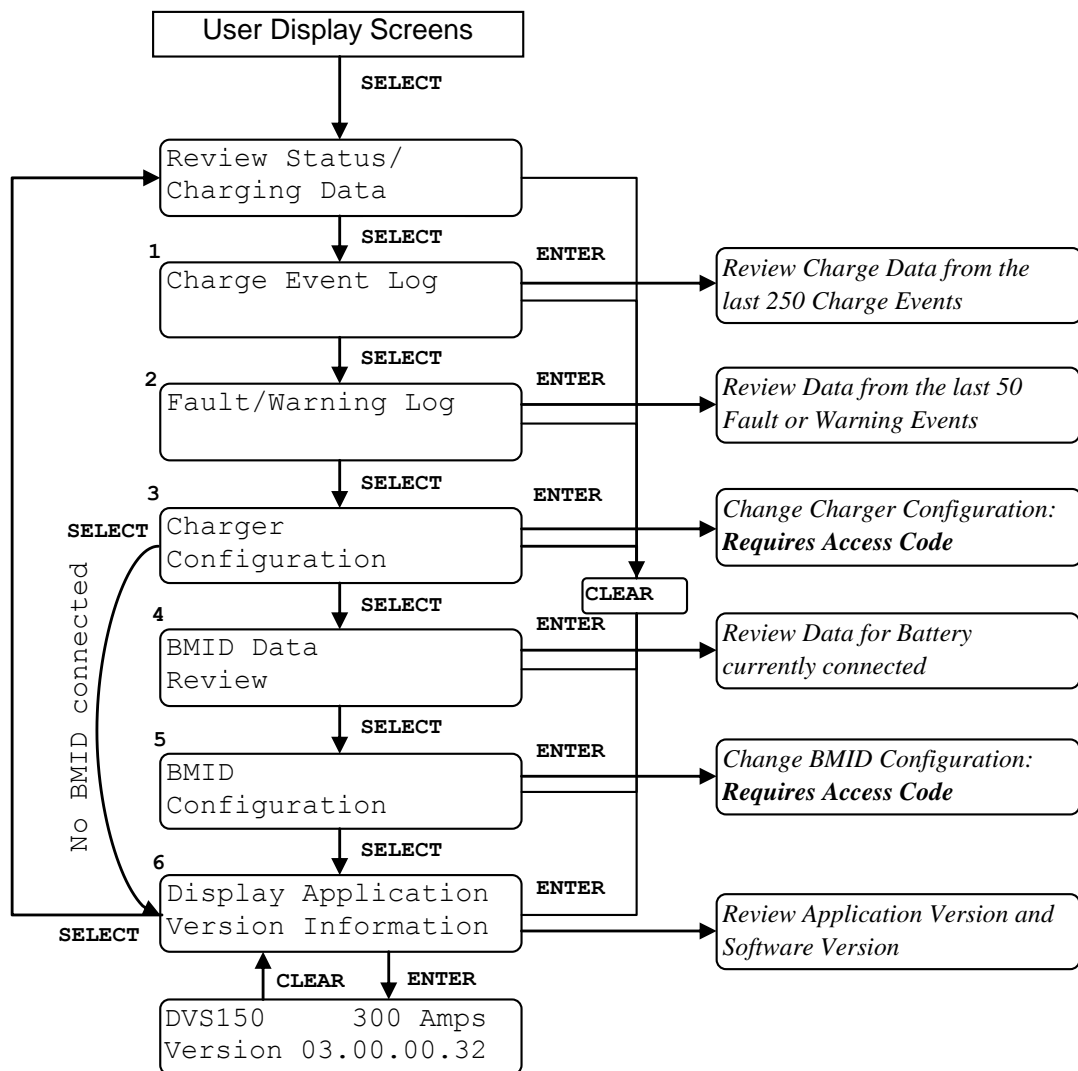 User Display Screens
SELECT
Review Status/
Charging Data
SELECT
1
ENTER
Charge Event Log
Review Charge Data from the
last 250 Charge Events
SELECT
2
ENTER
Fault/Warning Log
Review Data from the last 50
Fault or Warning Events
SELECT
3
ENTER
SELECT
Charger
Configuration
Change Charger Configuration:
Requires Access Code
No BMID connected
CLEAR
SELECT
4
ENTER
BMID Data
Review
Review Data for Battery
currently connected
SELECT
5
ENTER
BMID
Configuration
Change BMID Configuration:
Requires Access Code
SELECT
6
ENTER
Display Application
Version Information
Review Application Version and
Software Version
SELECT
CLEAR
ENTER
DVS150 300 Amps
Version 03.00.00.32